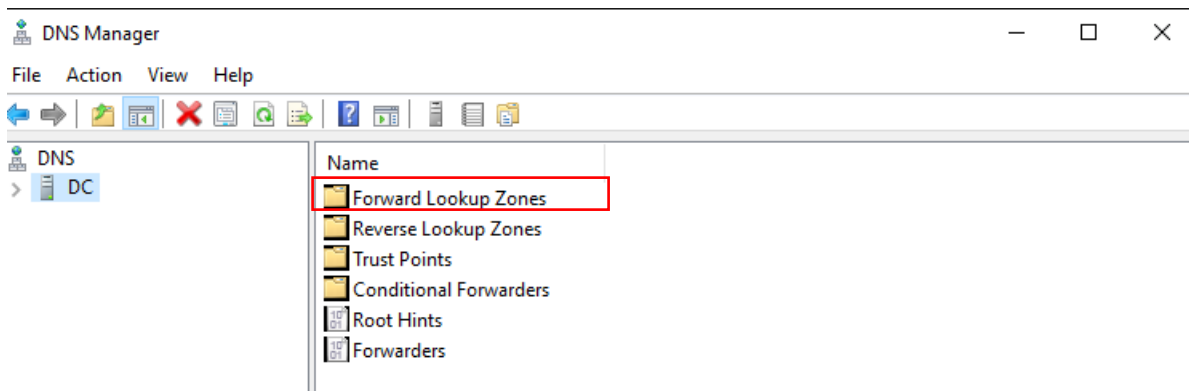 DNS Manager
File Action View Help
DNS
DC
Name
Forward Lookup Zones
Reverse Lookup Zones
Trust Points
Conditional Forwarders
Root Hints
Forwarders